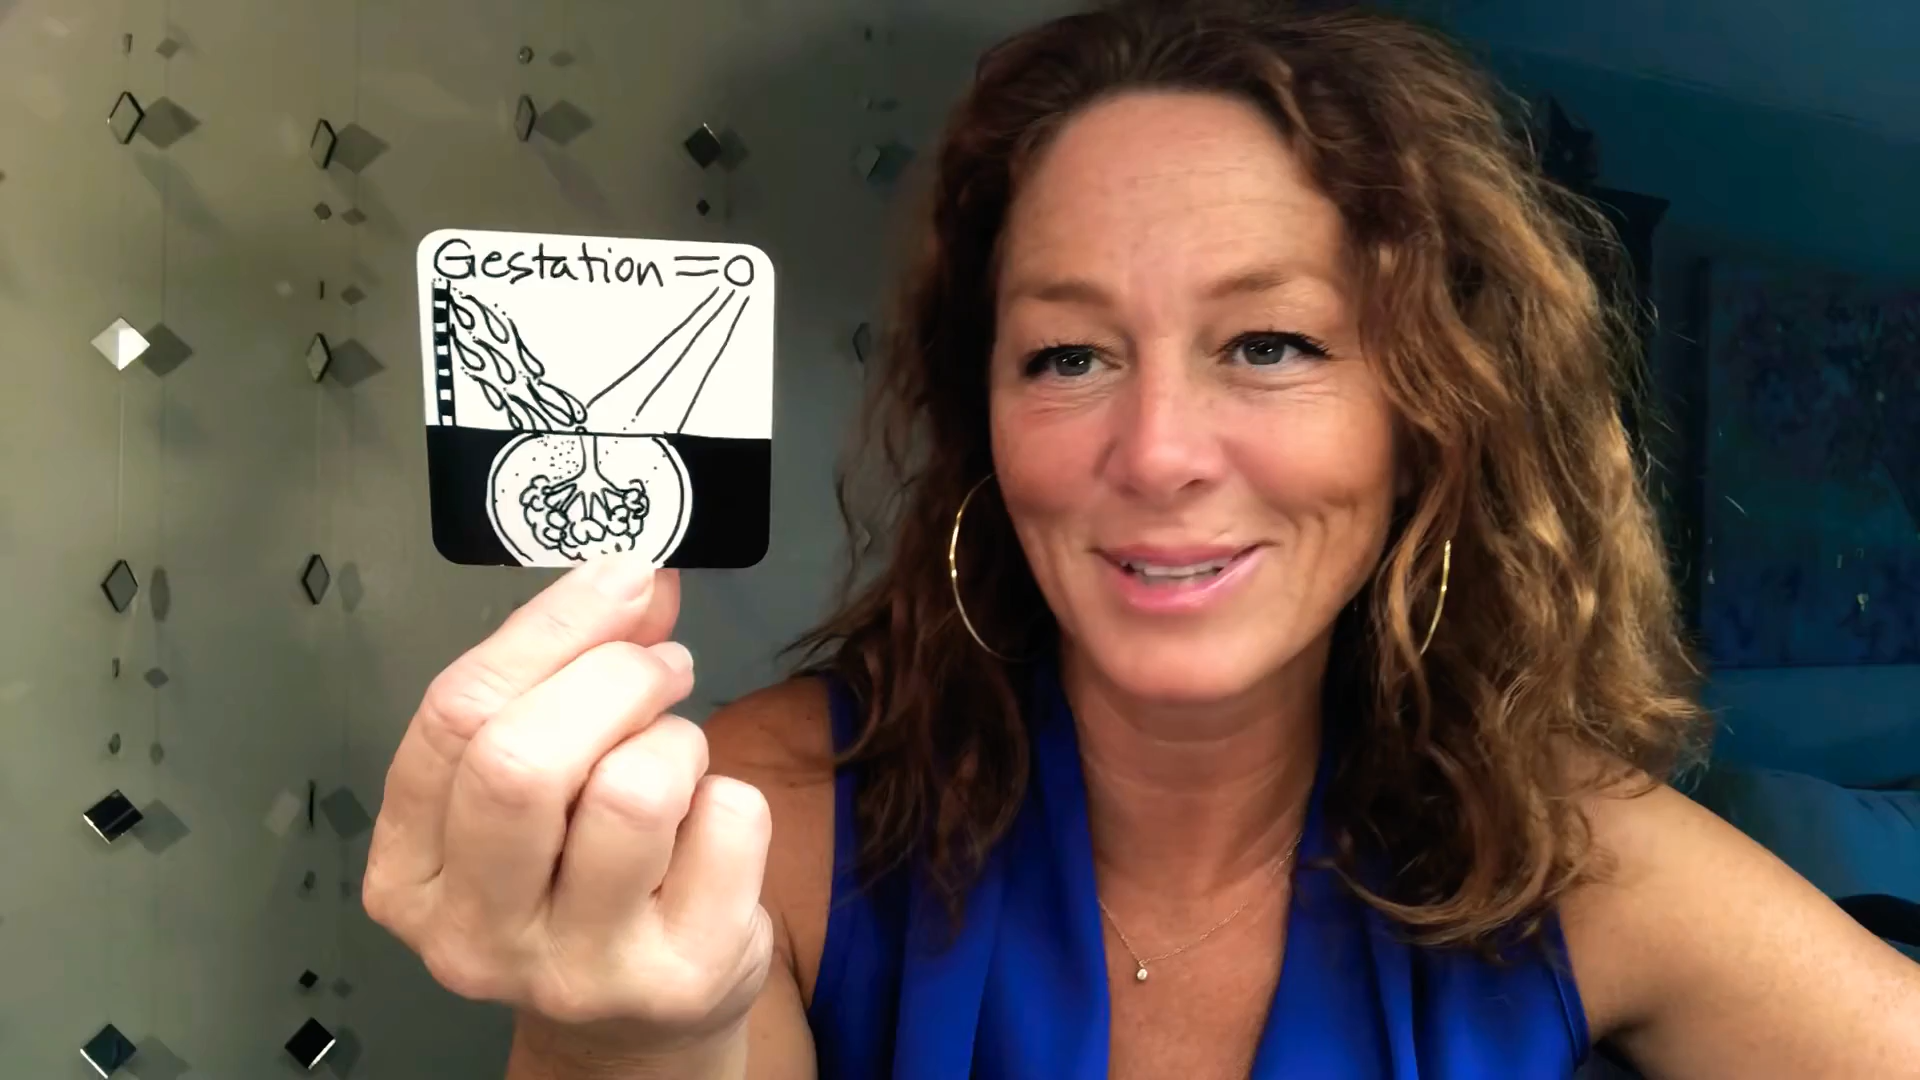 Gestation = O